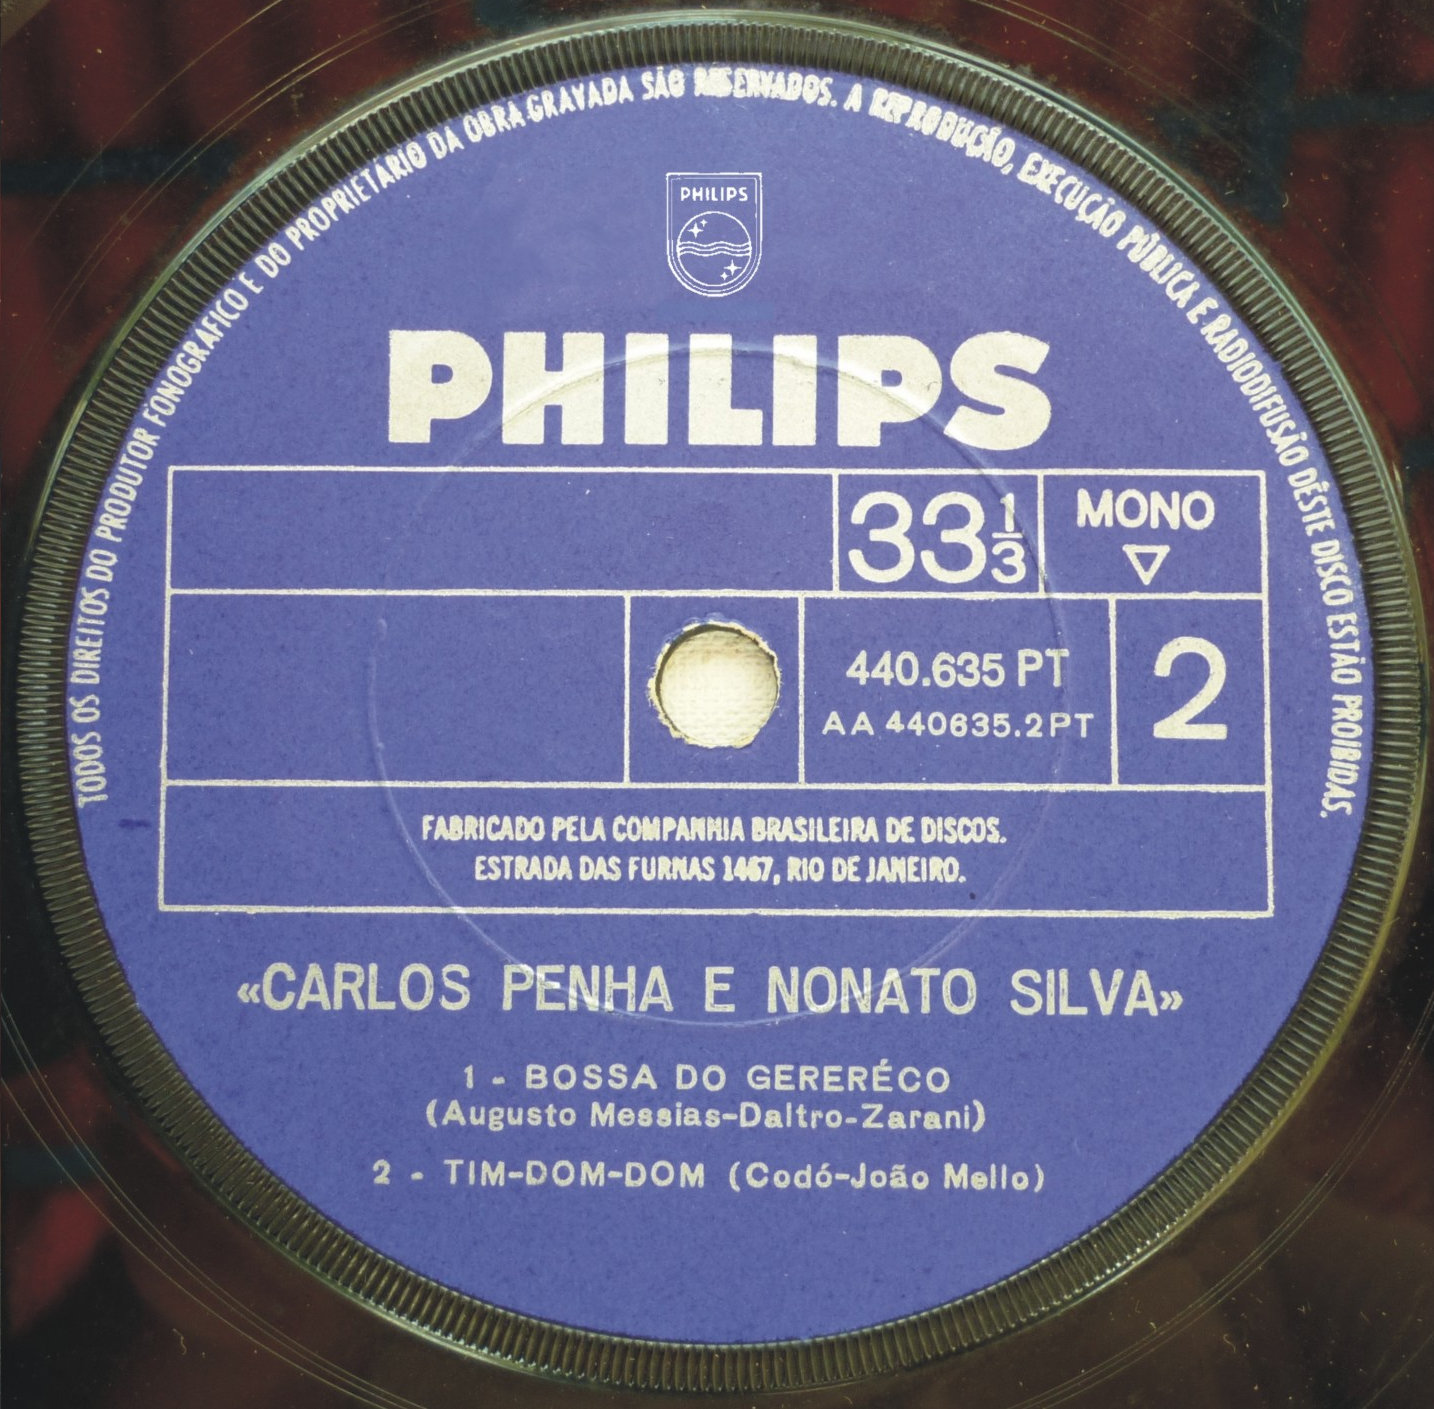 TODOS OS DIREITOS DO PRODUTOR FONOGRAFICO E DO PROPRIETÁRIO DA OBRA GRAVADA SÃO RESERVADOS. A REPRODUÇÃO, EXECUÇÃO PÚBLICA E RADIODIFUSÃO DÊSTE DISCO ESTÃO PROIBIDAS.
PHILIPS
PHILIPS
33 1/3
MONO
440.635 PT
AA 440635.2PT
2
FABRICADO PELA COMPANHIA BRASILEIRA DE DISCOS.
ESTRADA DAS FURNAS 1467, RIO DE JANEIRO.
«CARLOS PENHA E NONATO SILVA»
1 - BOSSA DO GERERÉCO
(Augusto Messias-Daltro-Zarani)
2 - TIM-DOM-DOM (Codó-João Mello)